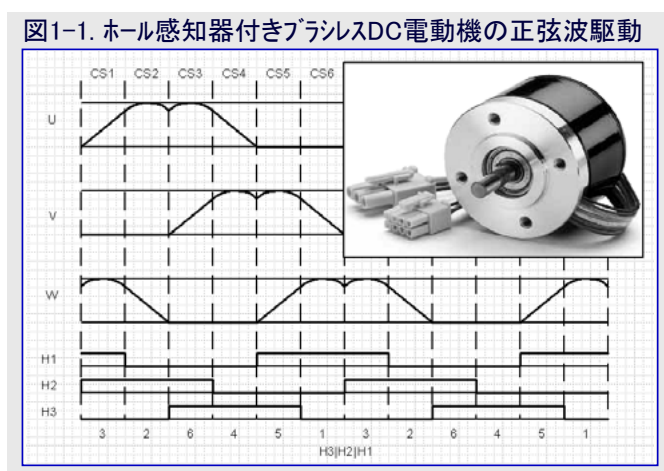 図1-1. ホール感知器付きブラシレスDC電動機の正弦波駆動
CS1 CS2 CS3 CS4 CS5 CS6
U
V
W
H1
H2
H3
3 2 6 4 5 1 3 2 6 4 5 1
H3|H2|H1